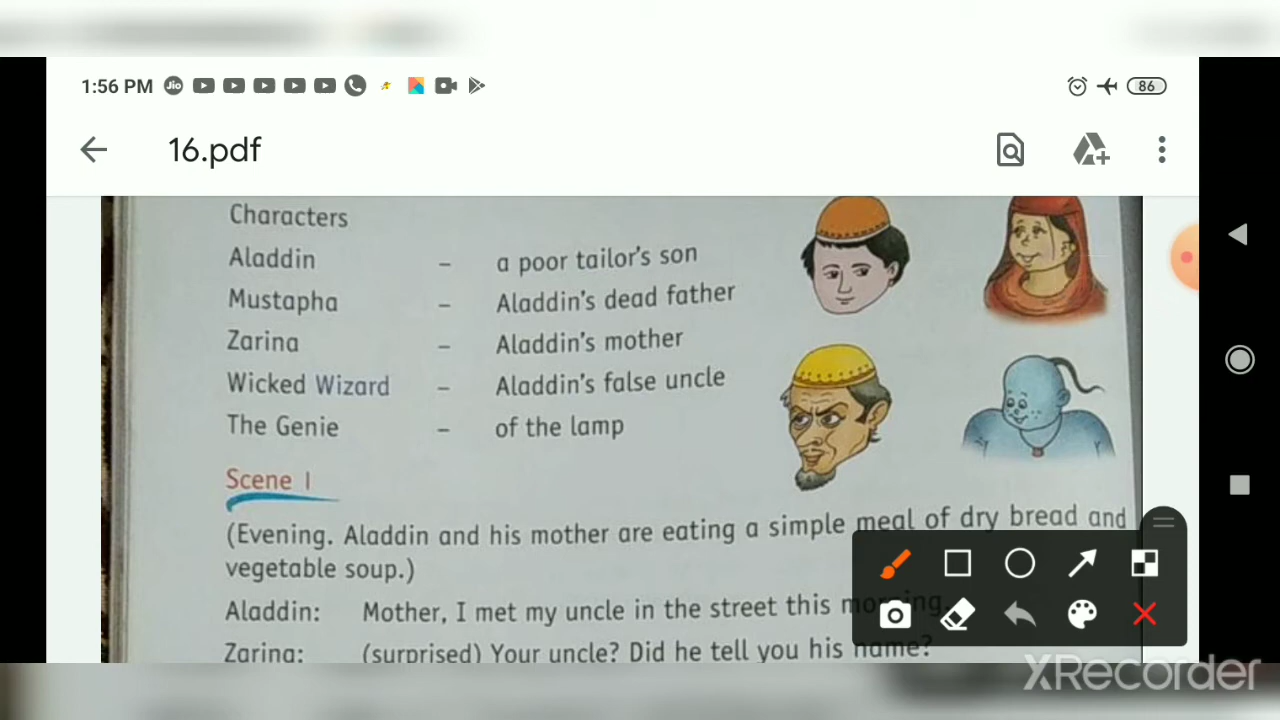 1:56 PM Jio 86
16.pdf
Characters
Aladdin – a poor tailor's son
Mustapha – Aladdin's dead father
Zarina – Aladdin's mother
Wicked Wizard – Aladdin's false uncle
The Genie – of the lamp
Scene 1
(Evening. Aladdin and his mother are eating a simple meal of dry bread and
vegetable soup.)
Aladdin: Mother, I met my uncle in the street this morning.
Zarina: (surprised) Your uncle? Did he tell you his name?
XRecorder